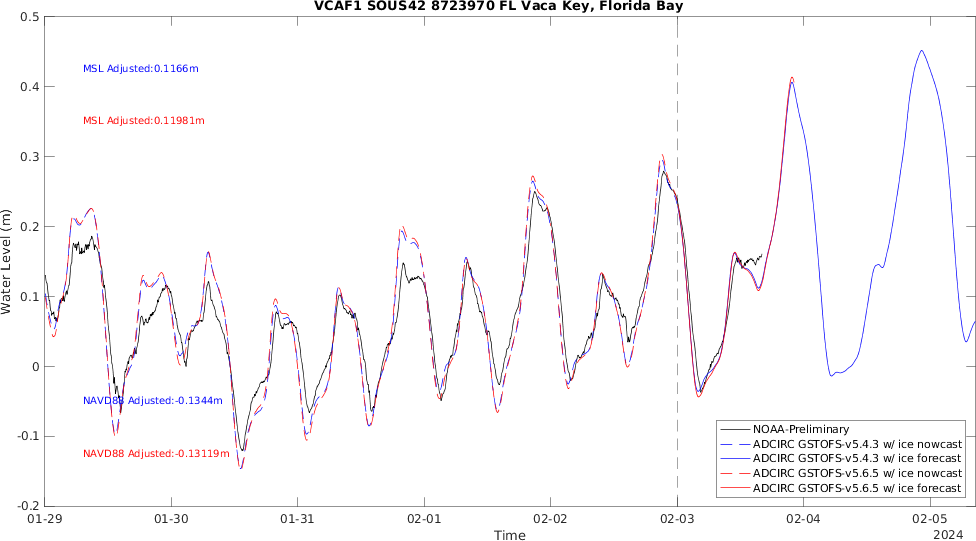 VCAF1 SOUS42 8723970 FL Vaca Key, Florida Bay
0.5
0.4
0.3
0.2
0.1
0
-0.1
-0.2
Water Level (m)
MSL Adjusted:0.1166m
MSL Adjusted:0.11981m
NAVD88 Adjusted:-0.1344m
NAVD88 Adjusted:-0.13119m
NOAA-Preliminary
ADCIRC GSTOFS-v5.4.3 w/ ice nowcast
ADCIRC GSTOFS-v5.4.3 w/ ice forecast
ADCIRC GSTOFS-v5.6.5 w/ ice nowcast
ADCIRC GSTOFS-v5.6.5 w/ ice forecast
01-29 01-30 01-31 02-01 02-02 02-03 02-04 02-05
Time
2024